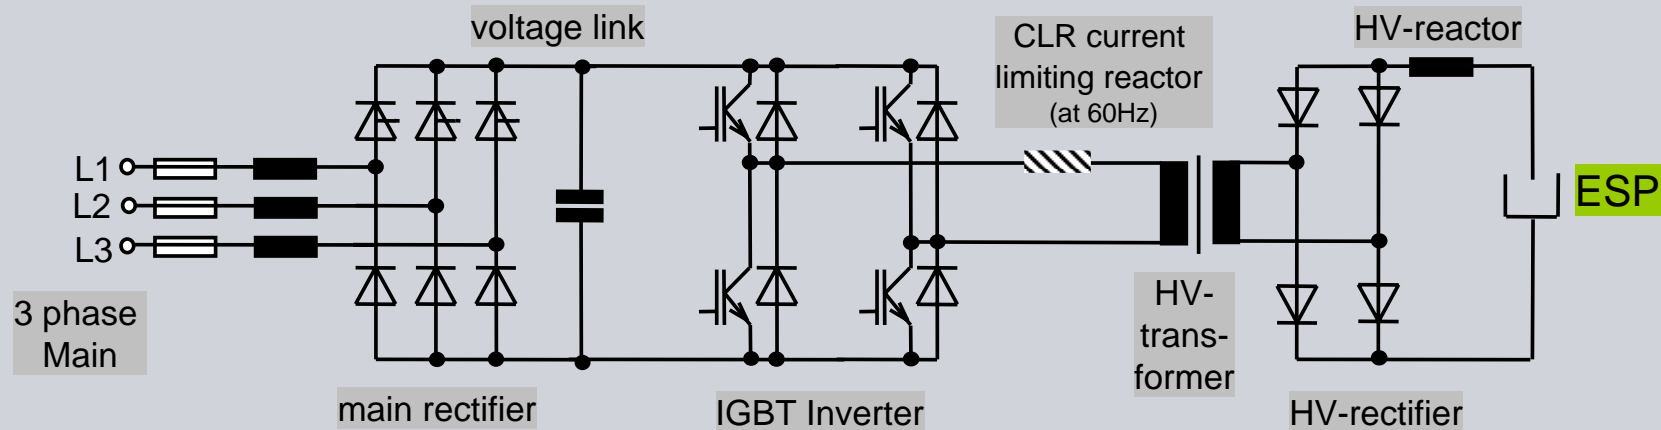 voltage link
CLR current
limiting reactor
(at 60Hz)
HV-reactor
L1
L2
L3
ESP
3 phase
Main
HV-
trans-
former
main rectifier
IGBT Inverter
HV-rectifier